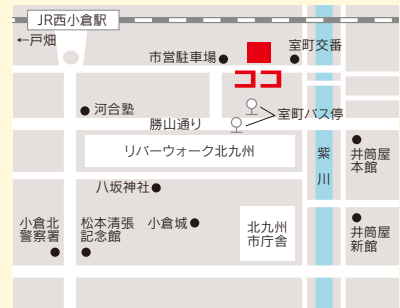 JR西小倉駅
←戸畑
市営駐車場
室町交番
ココ
河合塾
室町バス停
勝山通り
リバーウォーク北九州
紫
川
井筒屋
本館
八坂神社
小倉北
警察署
松本清張
記念館
小倉城
北九州
市庁舎
井筒屋
新館